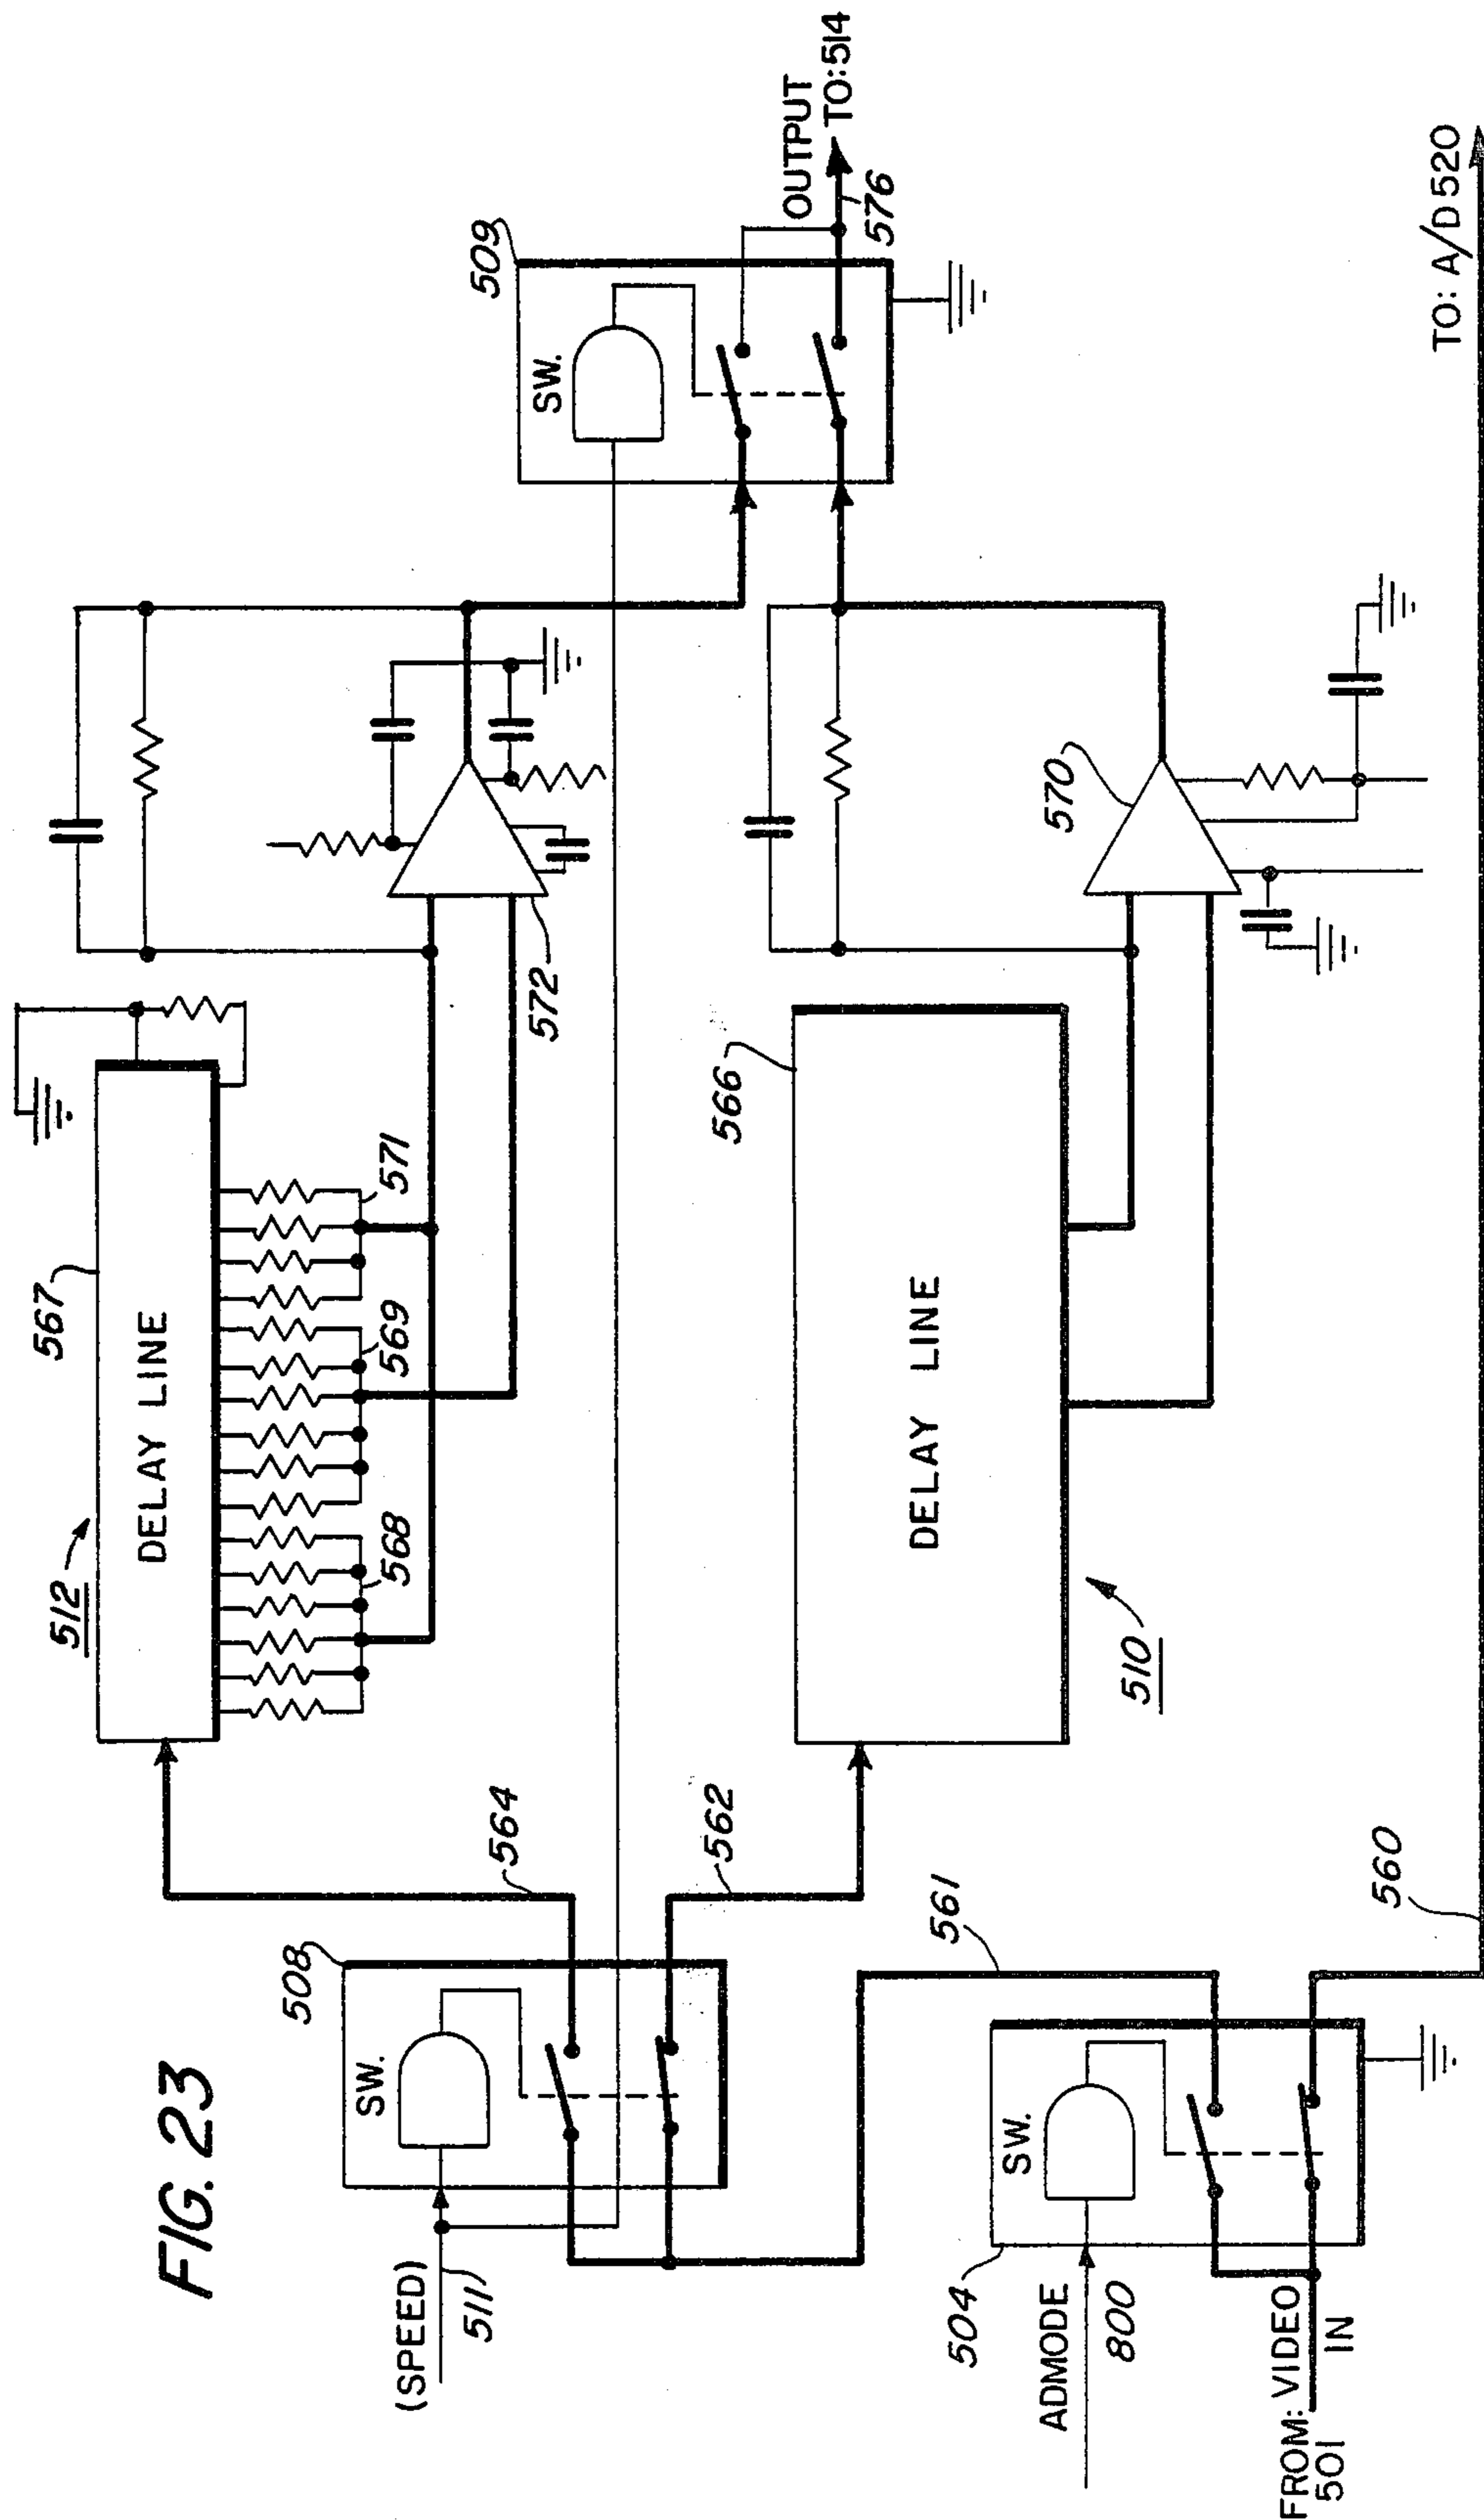 FIG. 23
(SPEED)
511
SW.
508
564
562
512
DELAY LINE
567
568
569
571
572
SW.
509
OUTPUT
TO:514
576
510
DELAY LINE
566
570
ADMODE
800
504
SW.
561
FROM: VIDEO
501 IN
560
TO: A/D 520